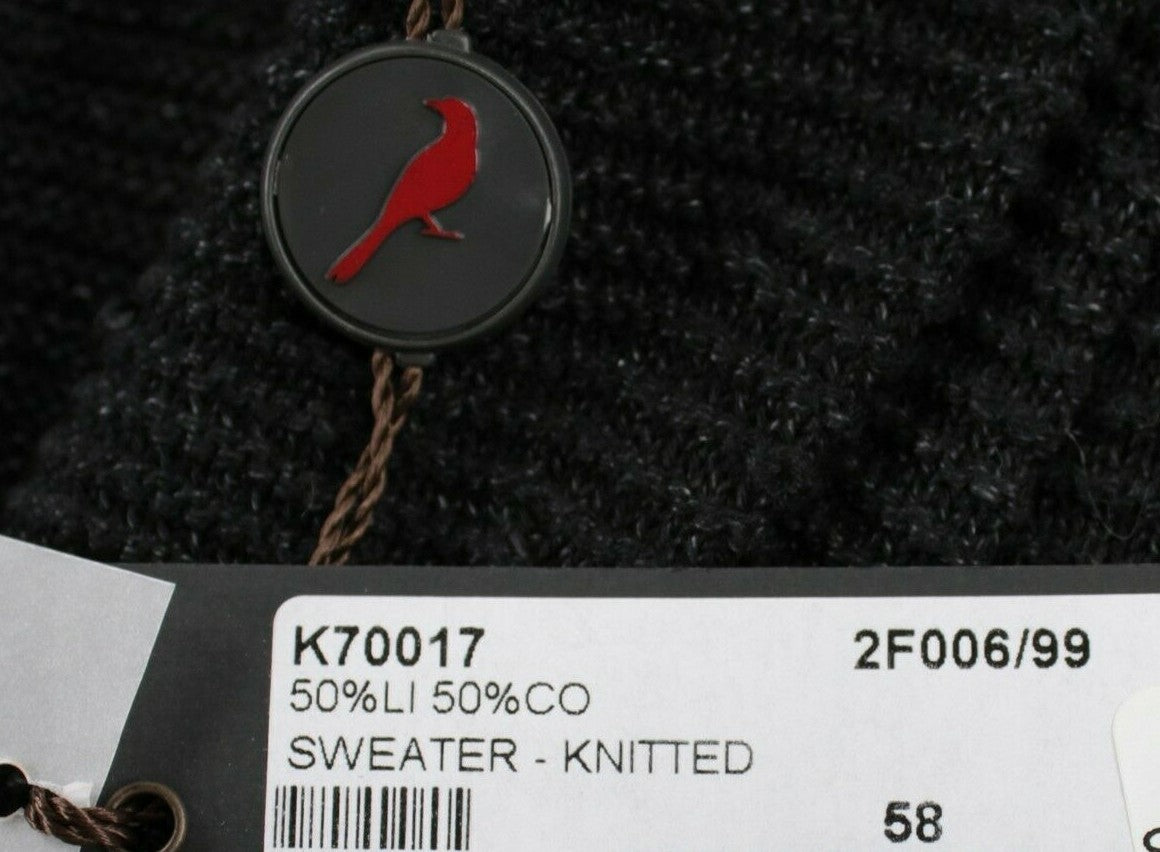 K70017 2F006/99
50%LI 50%CO
SWEATER - KNITTED
58